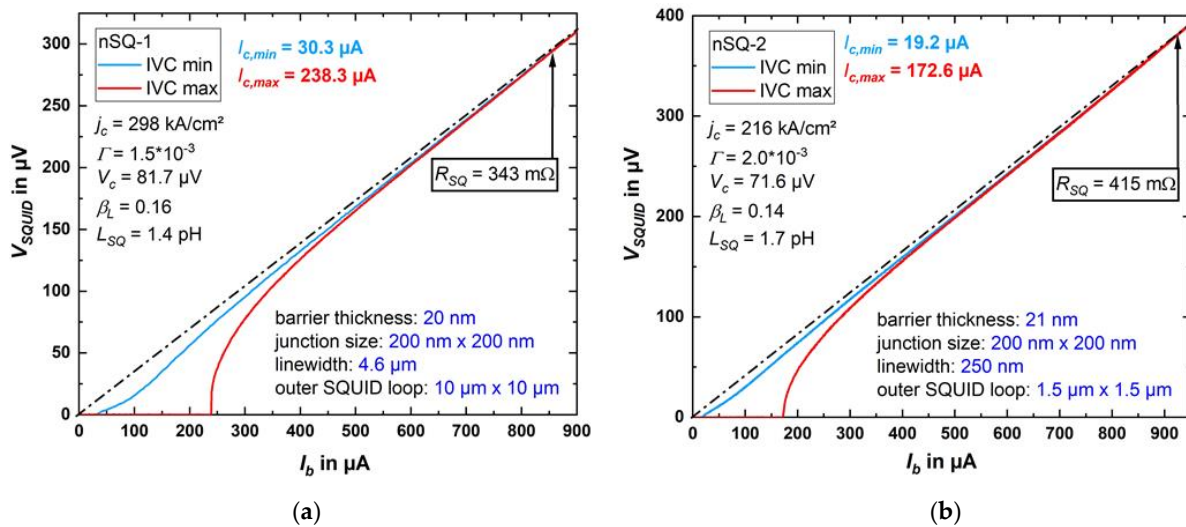 nSQ-1
IVC min
IVC max
I_c,min = 30.3 µA
I_c,max = 238.3 µA
j_c = 298 kA/cm²
Γ = 1.5*10⁻³
V_c = 81.7 µV
β_L = 0.16
L_SQ = 1.4 pH
R_SQ = 343 mΩ
barrier thickness: 20 nm
junction size: 200 nm x 200 nm
linewidth: 4.6 µm
outer SQUID loop: 10 µm x 10 µm
V_SQUID in µV
300
250
200
150
100
50
0
0 100 200 300 400 500 600 700 800 900
I_b in µA
(a)
nSQ-2
IVC min
IVC max
I_c,min = 19.2 µA
I_c,max = 172.6 µA
j_c = 216 kA/cm²
Γ = 2.0*10⁻³
V_c = 71.6 µV
β_L = 0.14
L_SQ = 1.7 pH
R_SQ = 415 mΩ
barrier thickness: 21 nm
junction size: 200 nm x 200 nm
linewidth: 250 nm
outer SQUID loop: 1.5 µm x 1.5 µm
V_SQUID in µV
400
300
200
100
0
0 100 200 300 400 500 600 700 800 900
I_b in µA
(b)